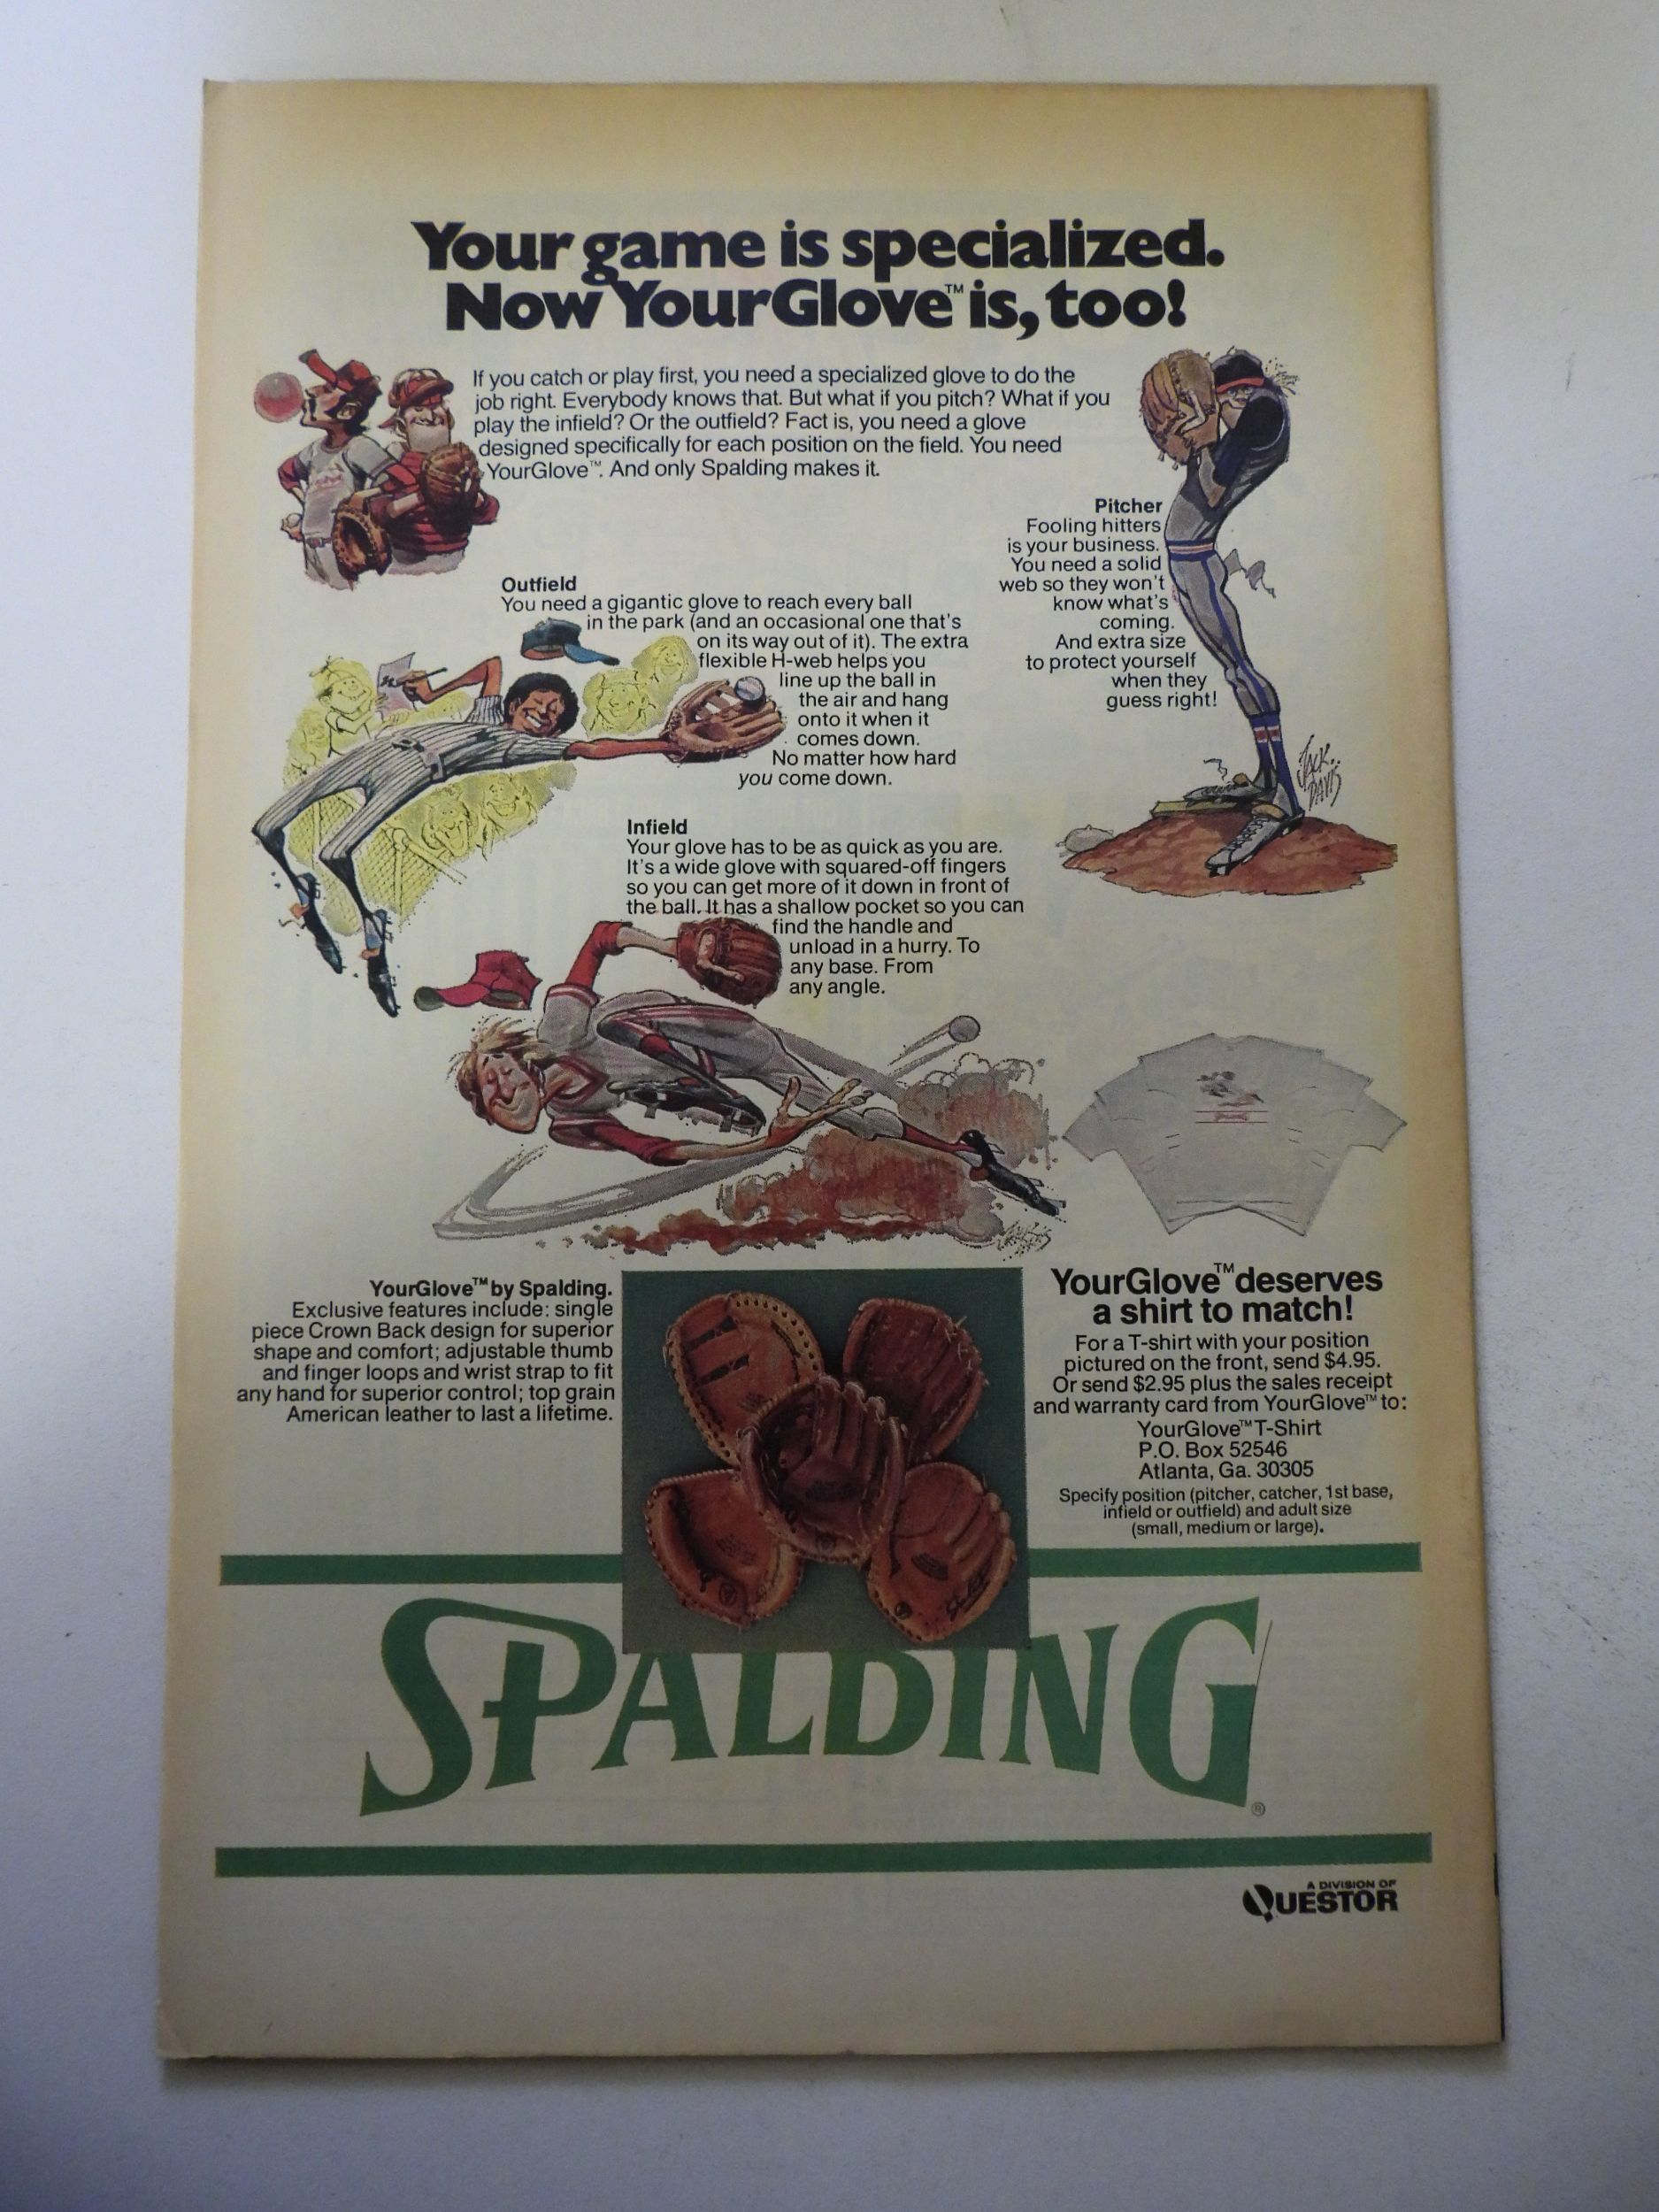 Your game is specialized.
Now YourGlove™ is, too!
If you catch or play first, you need a specialized glove to do the
job right. Everybody knows that. But what if you pitch? What if you
play the infield? Or the outfield? Fact is, you need a glove
designed specifically for each position on the field. You need
YourGlove™. And only Spalding makes it.
Pitcher
Fooling hitters
is your business.
You need a solid
web so they won't
know what's
coming.
And extra size
to protect yourself
when they
guess right!
JACK DAVIS
Outfield
You need a gigantic glove to reach every ball
in the park (and an occasional one that's
on its way out of it). The extra
flexible H-web helps you
line up the ball in
the air and hang
onto it when it
comes down.
No matter how hard
you come down.
Infield
Your glove has to be as quick as you are.
It's a wide glove with squared-off fingers
so you can get more of it down in front of
the ball. It has a shallow pocket so you can
find the handle and
unload in a hurry. To
any base. From
any angle.
YourGlove™ by Spalding.
Exclusive features include: single
piece Crown Back design for superior
shape and comfort; adjustable thumb
and finger loops and wrist strap to fit
any hand for superior control; top grain
American leather to last a lifetime.
YourGlove™ deserves
a shirt to match!
For a T-shirt with your position
pictured on the front, send $4.95.
Or send $2.95 plus the sales receipt
and warranty card from YourGlove™ to:
YourGlove™ T-Shirt
P.O. Box 52546
Atlanta, Ga. 30305
Specify position (pitcher, catcher, 1st base,
infield or outfield) and adult size
(small, medium or large).
SPALDING®
A DIVISION OF
QUESTOR